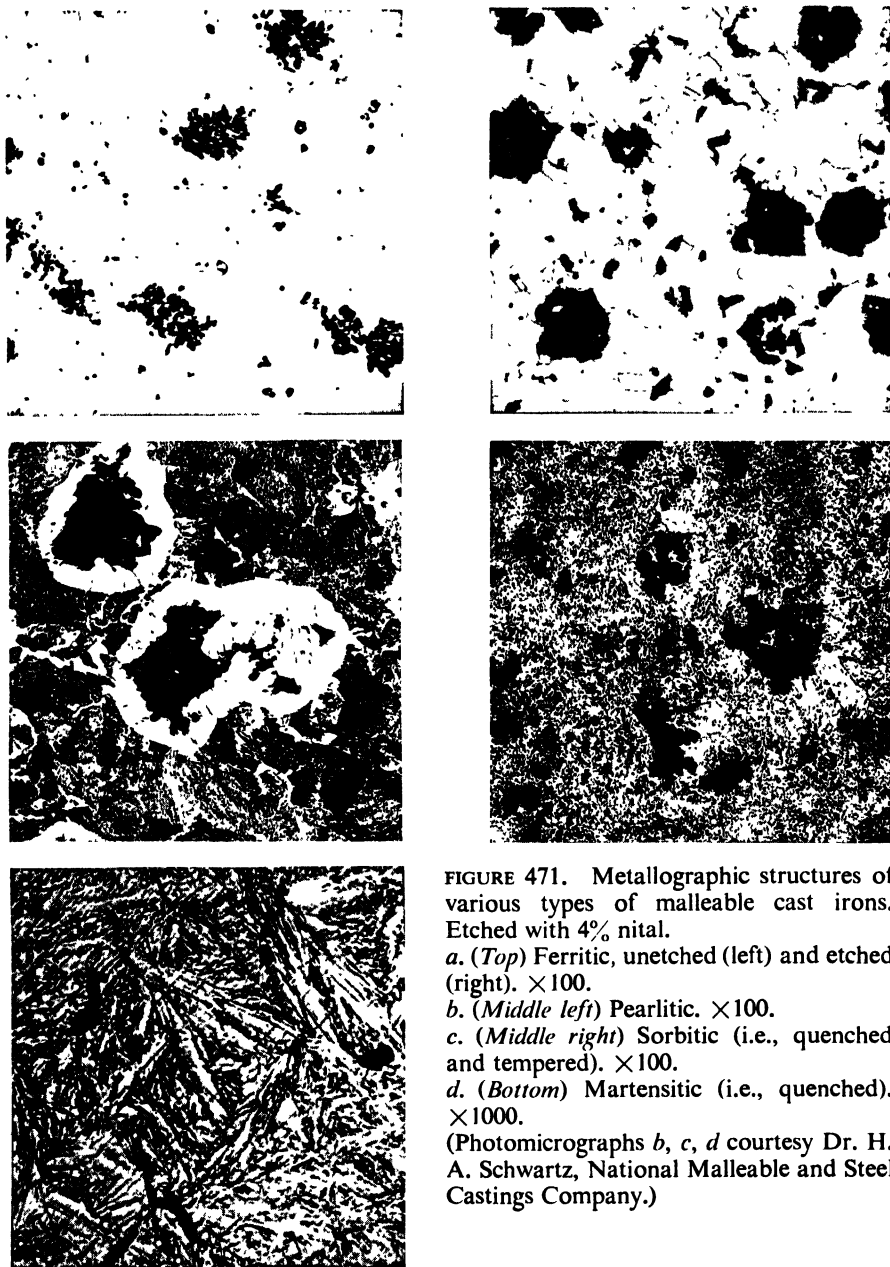 FIGURE 471. Metallographic structures of
various types of malleable cast irons.
Etched with 4% nital.
a. (Top) Ferritic, unetched (left) and etched
(right). ×100.
b. (Middle left) Pearlitic. ×100.
c. (Middle right) Sorbitic (i.e., quenched
and tempered). ×100.
d. (Bottom) Martensitic (i.e., quenched).
×1000.
(Photomicrographs b, c, d courtesy Dr. H.
A. Schwartz, National Malleable and Steel
Castings Company.)